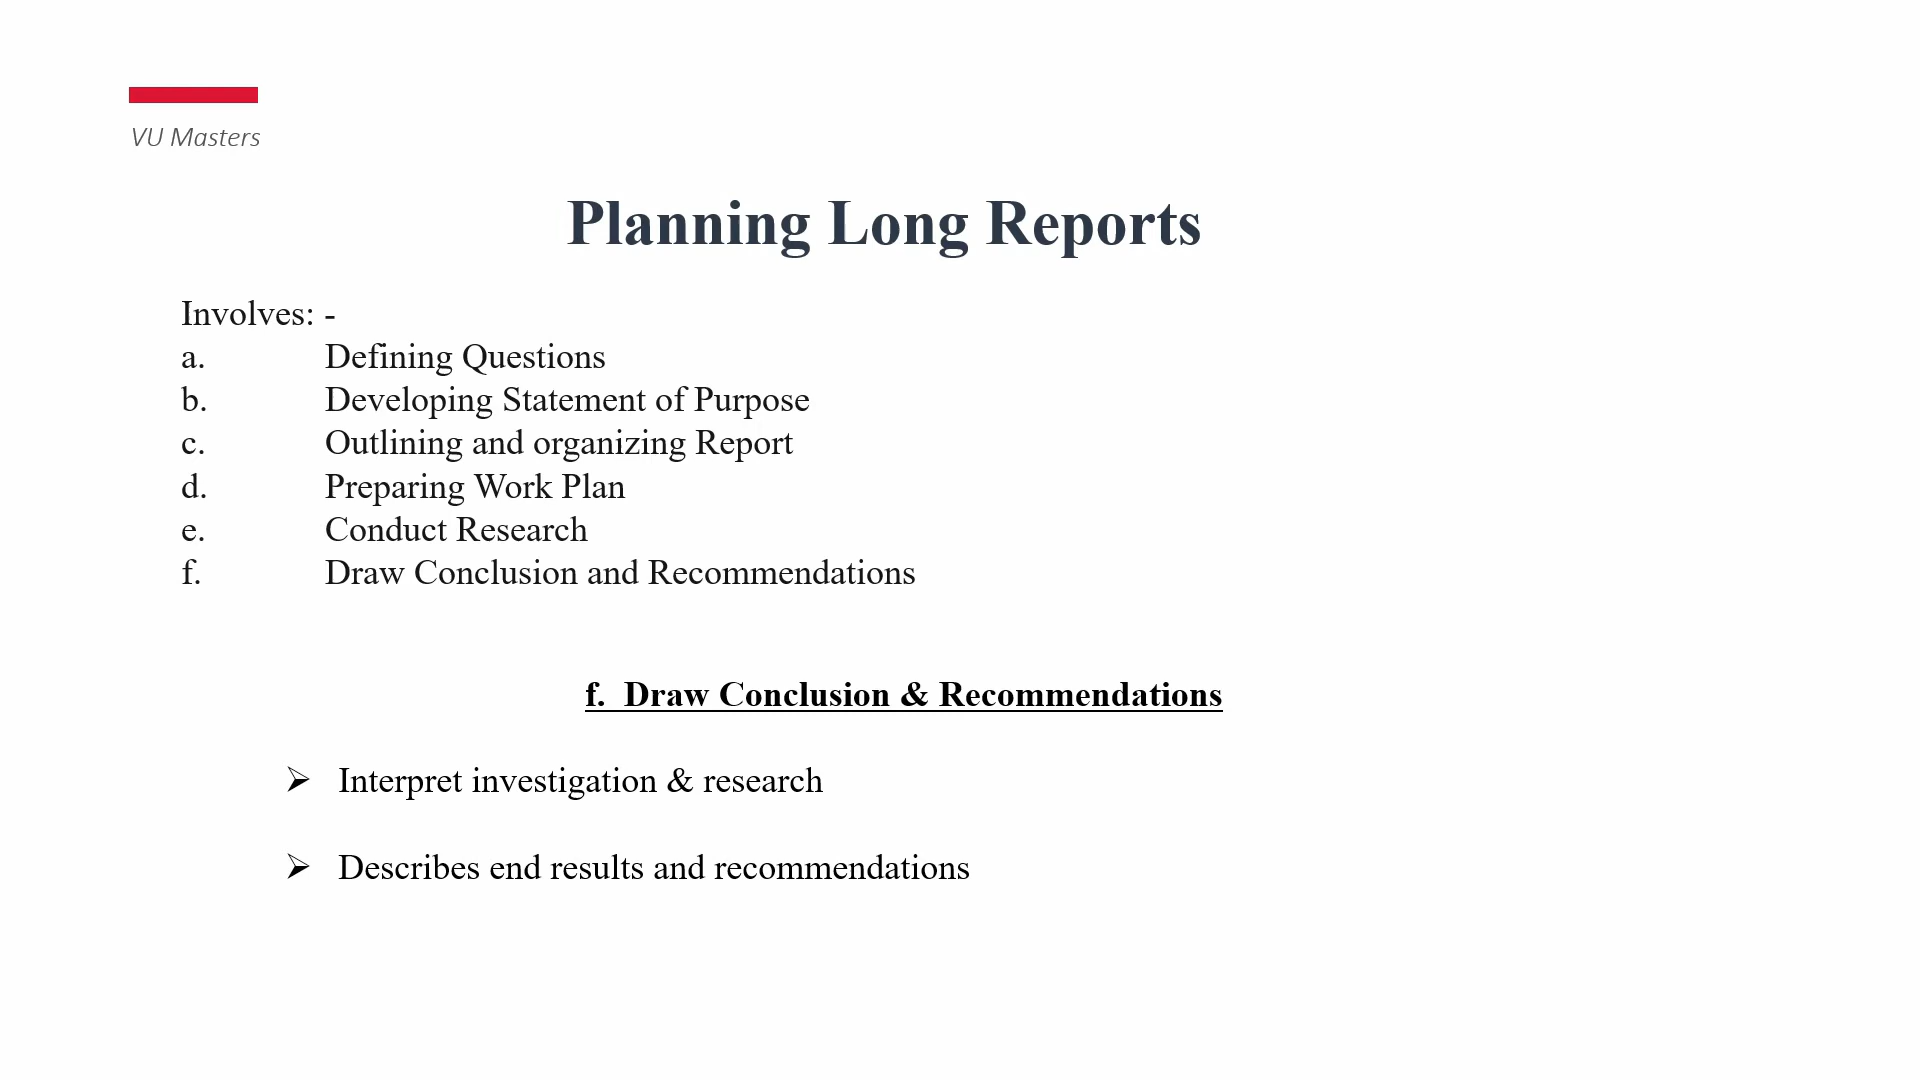 VU Masters
Planning Long Reports
Involves: -
a. Defining Questions
b. Developing Statement of Purpose
c. Outlining and organizing Report
d. Preparing Work Plan
e. Conduct Research
f. Draw Conclusion and Recommendations
f. Draw Conclusion & Recommendations
➢ Interpret investigation & research
➢ Describes end results and recommendations